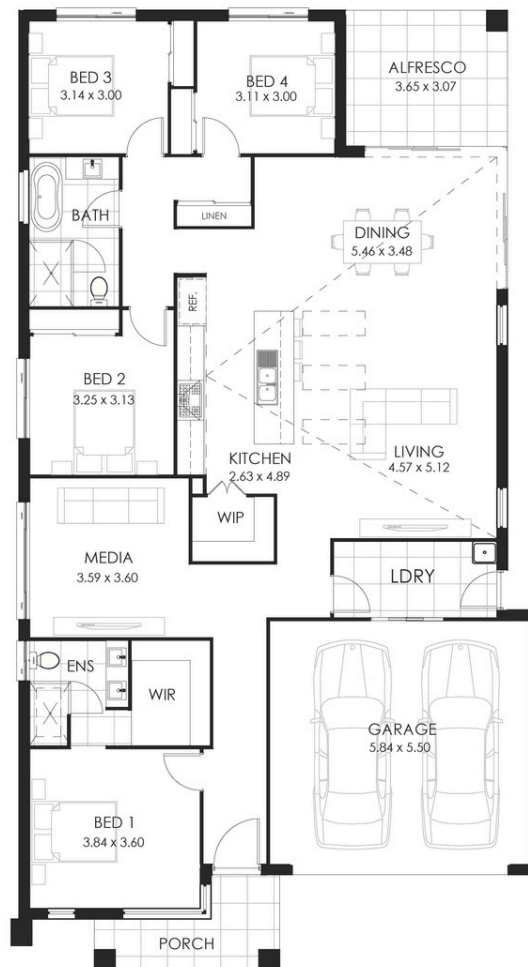 BED 3
3.14 x 3.00
BED 4
3.11 x 3.00
ALFRESCO
3.65 x 3.07
BATH
LINEN
DINING
5.46 x 3.48
REF.
BED 2
3.25 x 3.13
KITCHEN
2.63 x 4.89
LIVING
4.57 x 5.12
WIP
MEDIA
3.59 x 3.60
LDRY
ENS
WIR
GARAGE
5.84 x 5.50
BED 1
3.84 x 3.60
PORCH